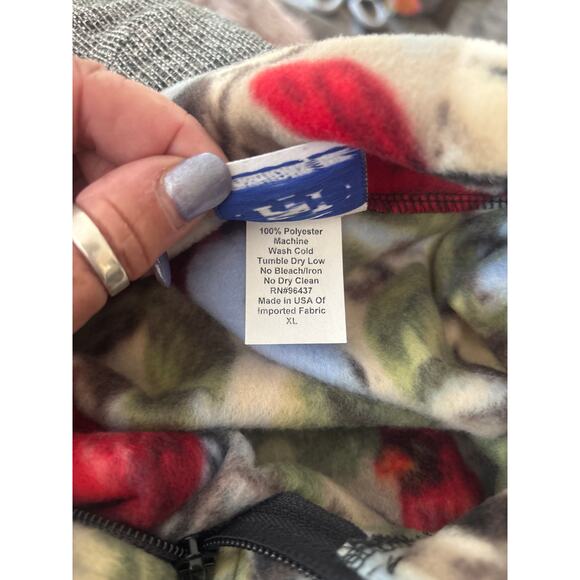 100% Polyester
Machine
Wash Cold
Tumble Dry Low
No Bleach/Iron
No Dry Clean
RN#96437
Made in USA Of
Imported Fabric
XL